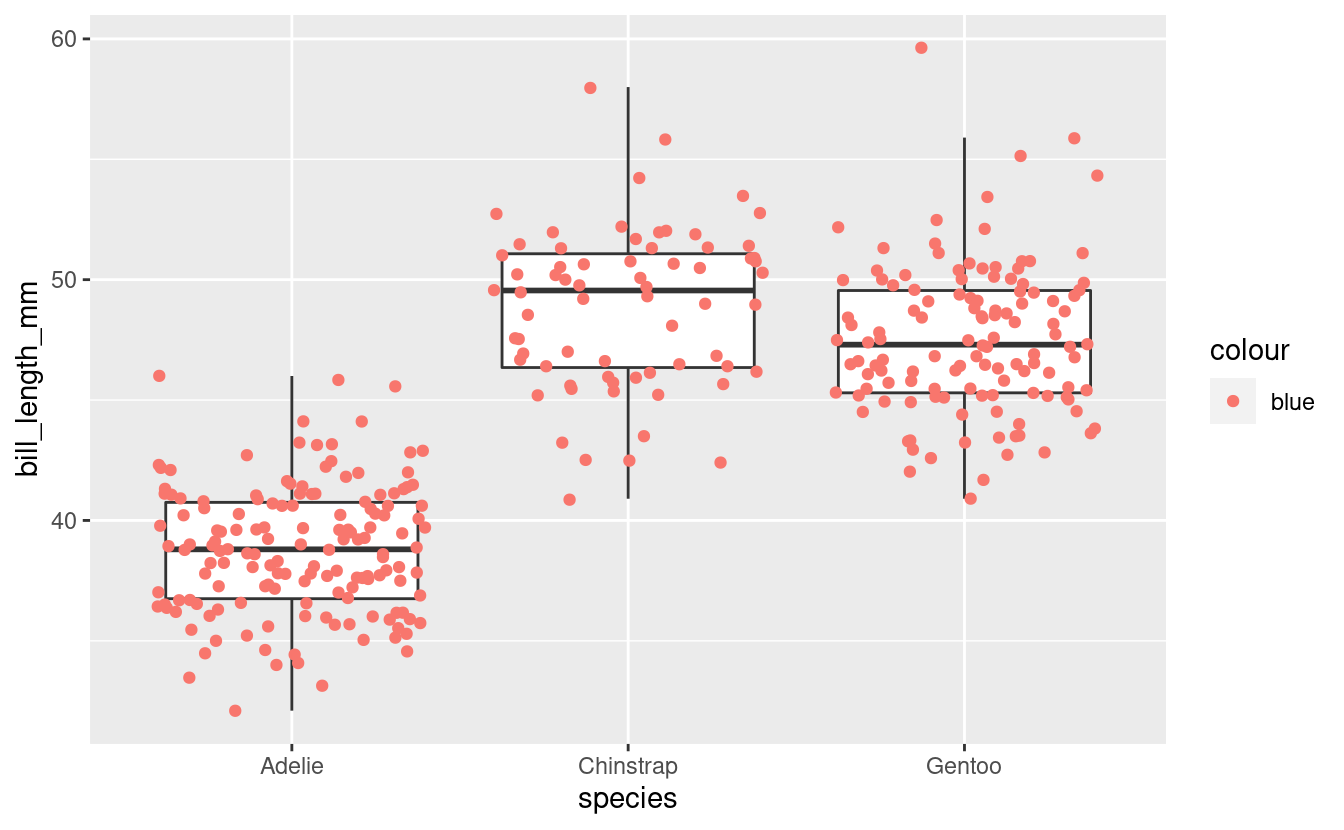 60
50
40
bill_length_mm
Adelie
Chinstrap
Gentoo
species
colour
blue